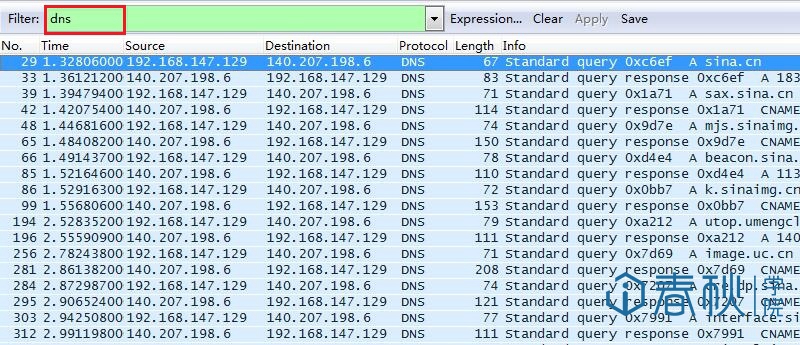 Filter: dns Expression... Clear Apply Save
No. Time Source Destination Protocol Length Info
29 1.32806000 192.168.147.129 140.207.198.6 DNS 67 Standard query 0xc6ef A sina.cn
33 1.36121200 140.207.198.6 192.168.147.129 DNS 83 Standard query response 0xc6ef A 183
39 1.39479400 192.168.147.129 140.207.198.6 DNS 71 Standard query 0x1a71 A sax.sina.cn
42 1.42075400 140.207.198.6 192.168.147.129 DNS 114 Standard query response 0x1a71 CNAME
48 1.44681600 192.168.147.129 140.207.198.6 DNS 74 Standard query 0x9d7e A mjs.sinaimg.
65 1.48408200 140.207.198.6 192.168.147.129 DNS 150 Standard query response 0x9d7e CNAME
66 1.49143700 192.168.147.129 140.207.198.6 DNS 78 Standard query 0xd4e4 A beacon.sina.
85 1.52164600 140.207.198.6 192.168.147.129 DNS 110 Standard query response 0xd4e4 A 113
86 1.52916300 192.168.147.129 140.207.198.6 DNS 72 Standard query 0x0bb7 A k.sinaimg.cn
99 1.55680600 140.207.198.6 192.168.147.129 DNS 153 Standard query response 0x0bb7 CNAME
194 2.52835200 192.168.147.129 140.207.198.6 DNS 79 Standard query 0xa212 A utop.umengcl
196 2.55590900 140.207.198.6 192.168.147.129 DNS 111 Standard query response 0xa212 A 140
256 2.78243800 192.168.147.129 140.207.198.6 DNS 71 Standard query 0x7d69 A image.uc.cn
281 2.86138200 140.207.198.6 192.168.147.129 DNS 208 Standard query response 0x7d69
284 2.87298700 192.168.147.129 140.207.198.6 DNS 74 Standard query 0x7207
295 2.90652400 140.207.198.6 192.168.147.129 DNS 121 Standard query response 0x7207 CNAME
303 2.94250800 192.168.147.129 140.207.198.6 DNS 77 Standard query 0x7991 A interface.si
312 2.99119800 140.207.198.6 192.168.147.129 DNS 111 Standard query response 0x7991 CNAME
i春秋学院